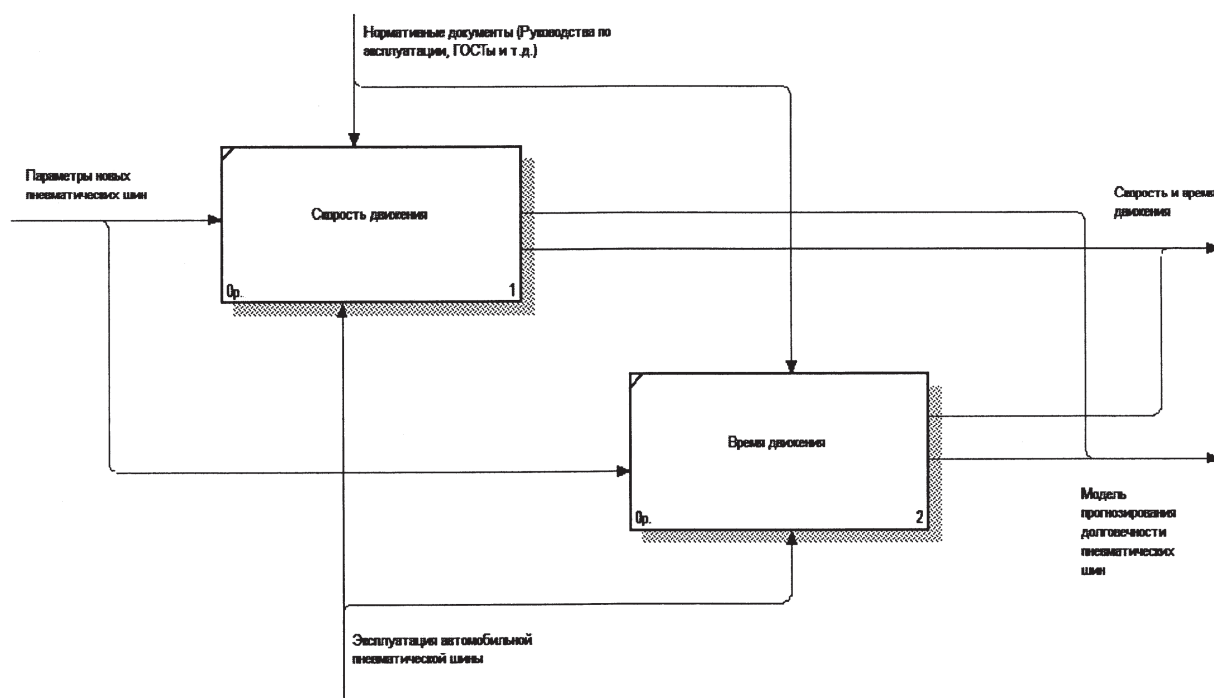 Нормативные документы (Руководства по
эксплуатации, ГОСТы и т.д.)
Параметры новых
пневматических шин
Скорость движения
0р.
1
Скорость и время
движения
Время движения
0р.
2
Модель
прогнозирования
долговечности
пневматических
шин
Эксплуатация автомобильной
пневматической шины